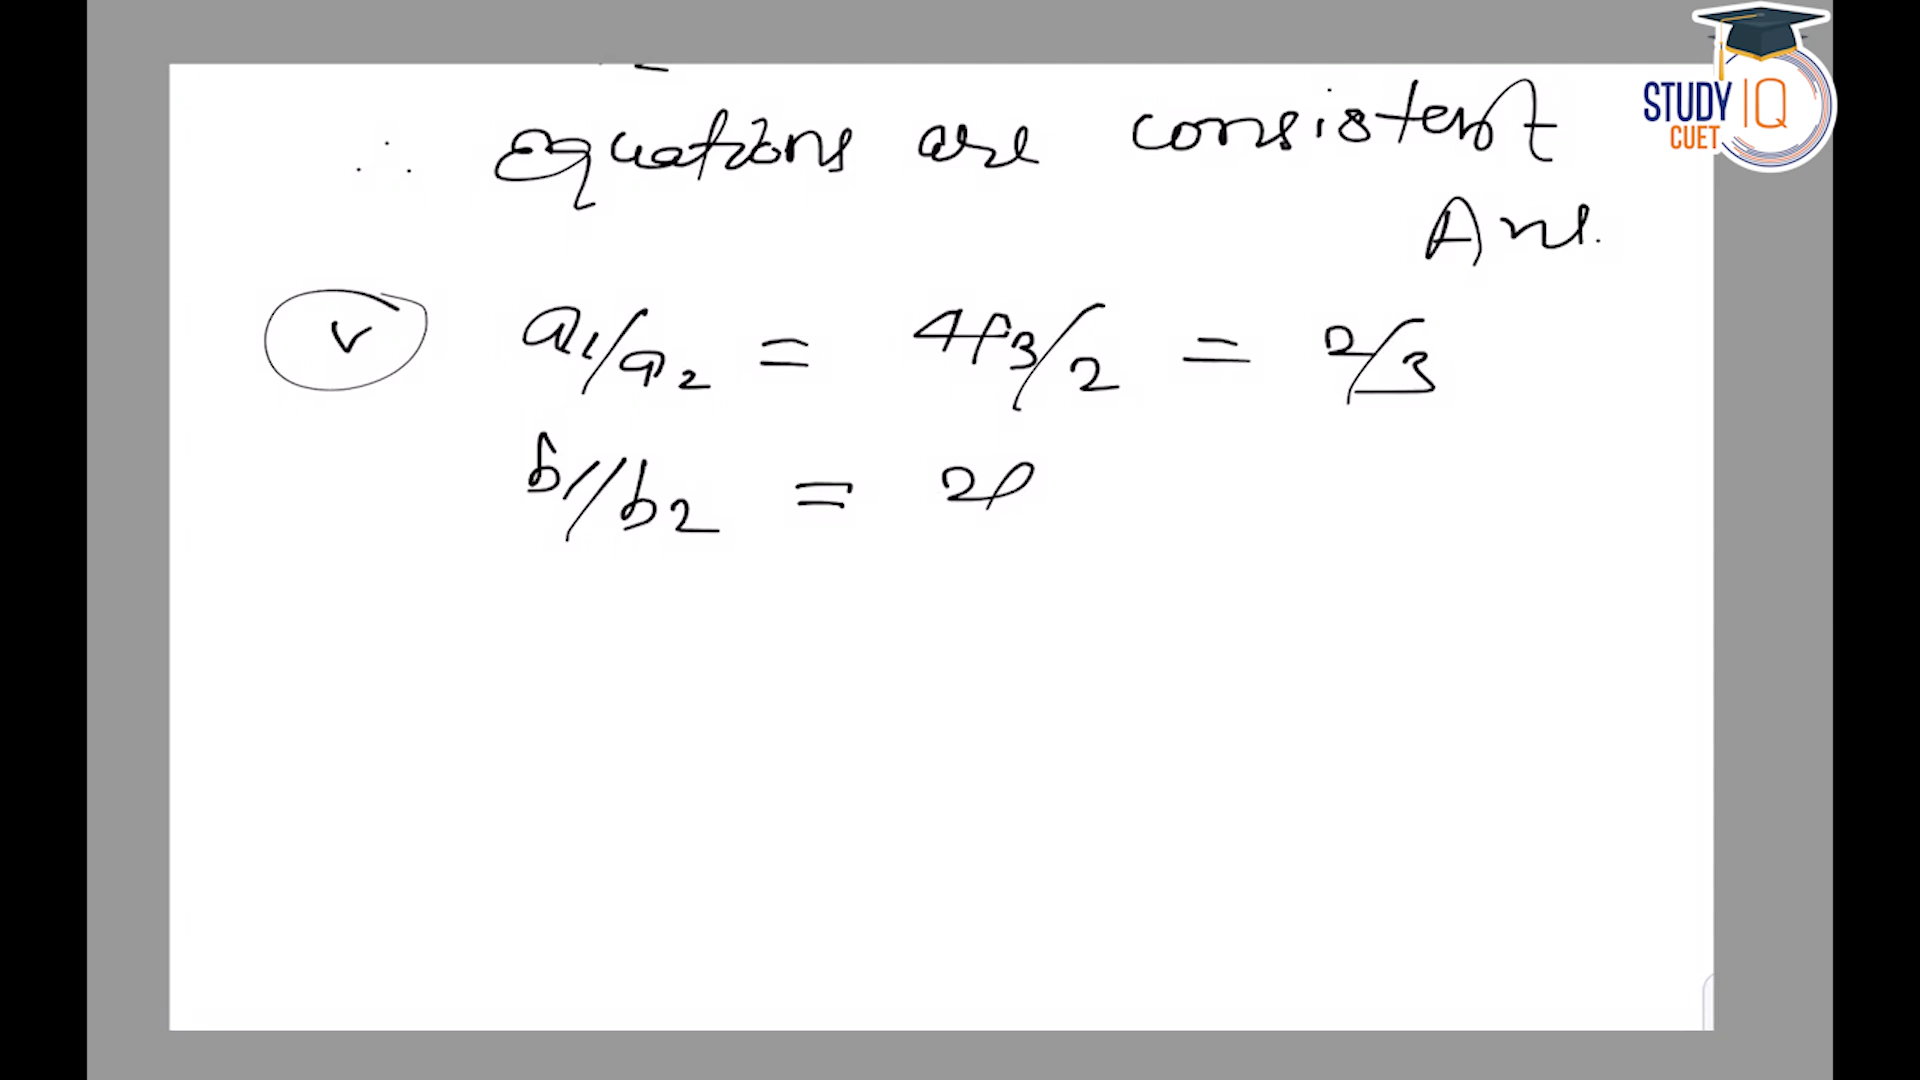 ∴ equations are consistent
Ans.
v a1/a2 = 4/3/2 = 2/3
b1/b2 = 2/
STUDY IQ
CUET